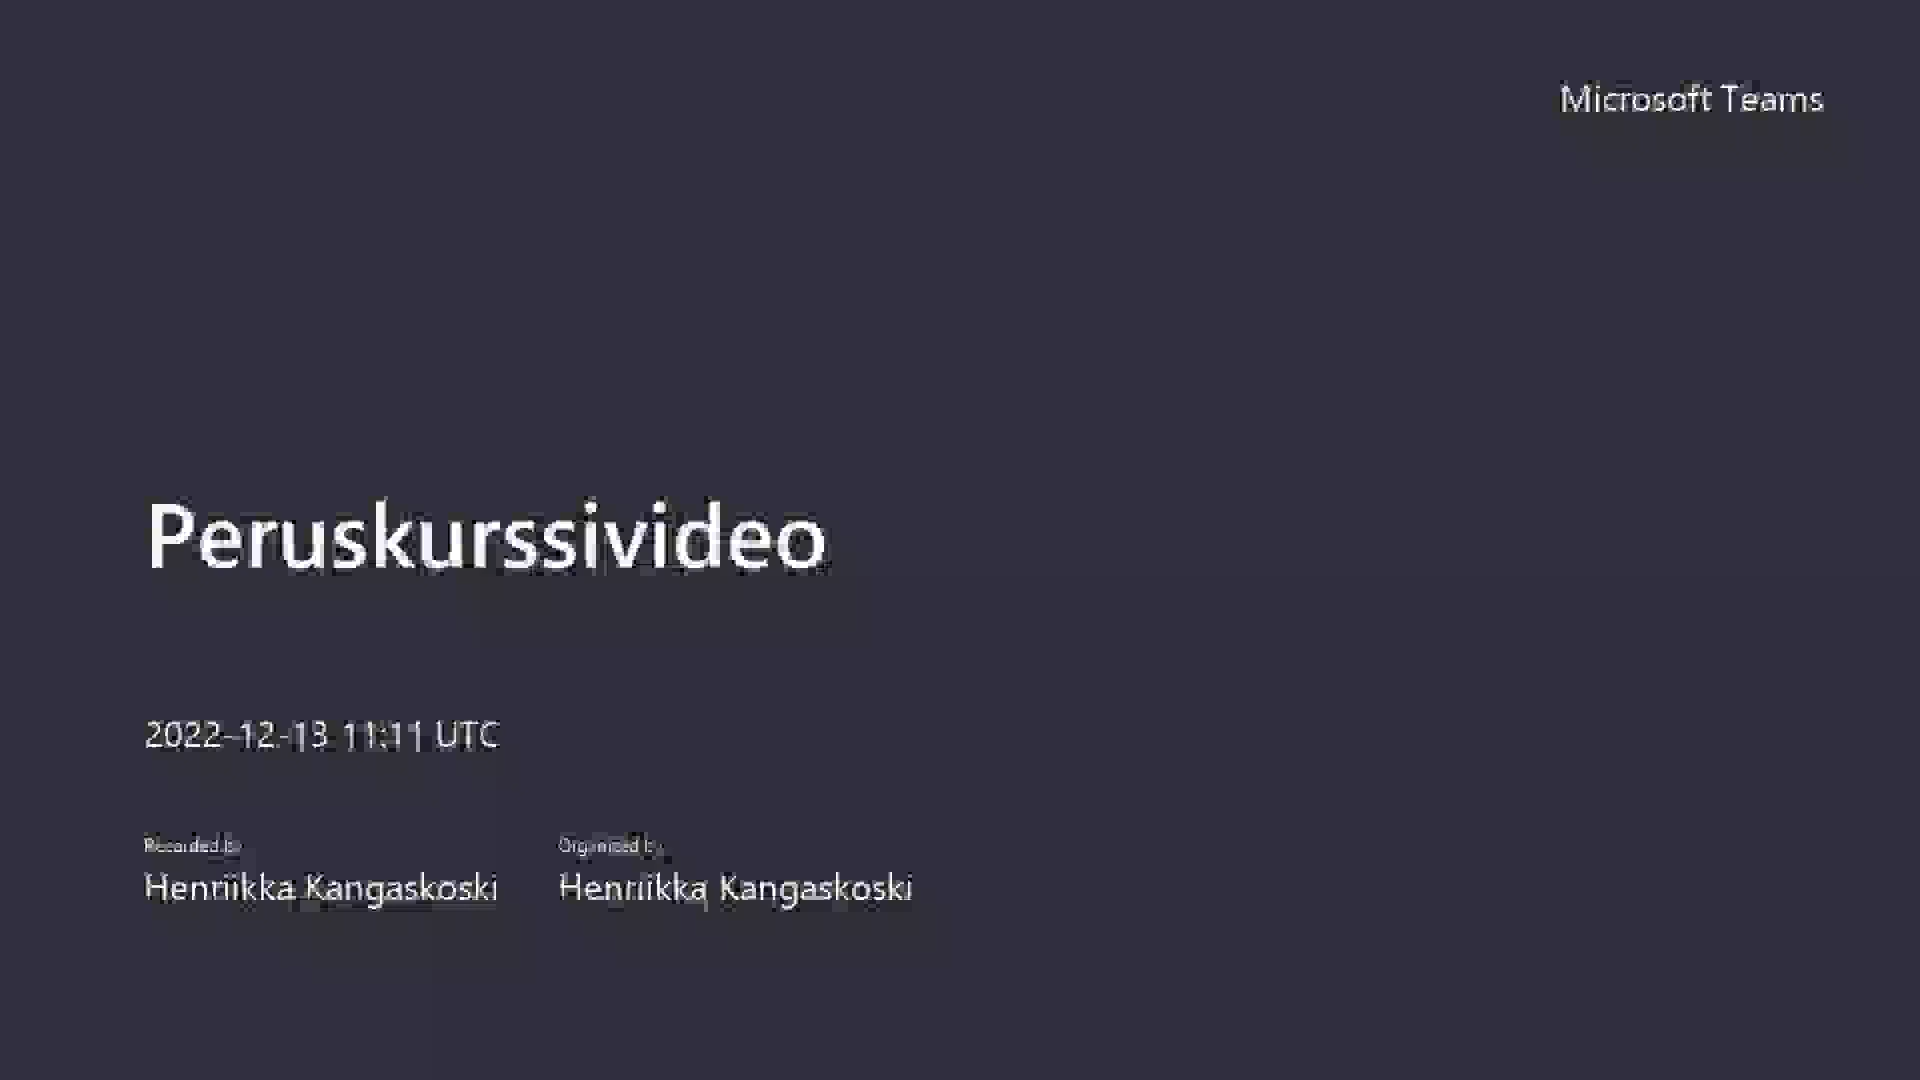 Microsoft Teams
Peruskurssivideo
2022-12-13 11:11 UTC
Recorded by
Organized by
Henriikka Kangaskoski
Henriikka Kangaskoski